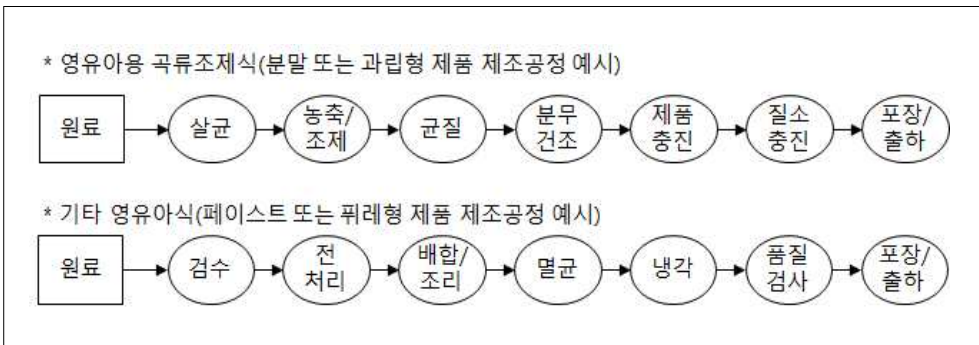 * 영유아용 곡류조제식(분말 또는 과립형 제품 제조공정 예시)
원료 살균 농축/조제 균질 분무건조 제품충진 질소충진 포장/출하
* 기타 영유아식(페이스트 또는 퓌레형 제품 제조공정 예시)
원료 검수 전처리 배합/조리 멸균 냉각 품질검사 포장/출하